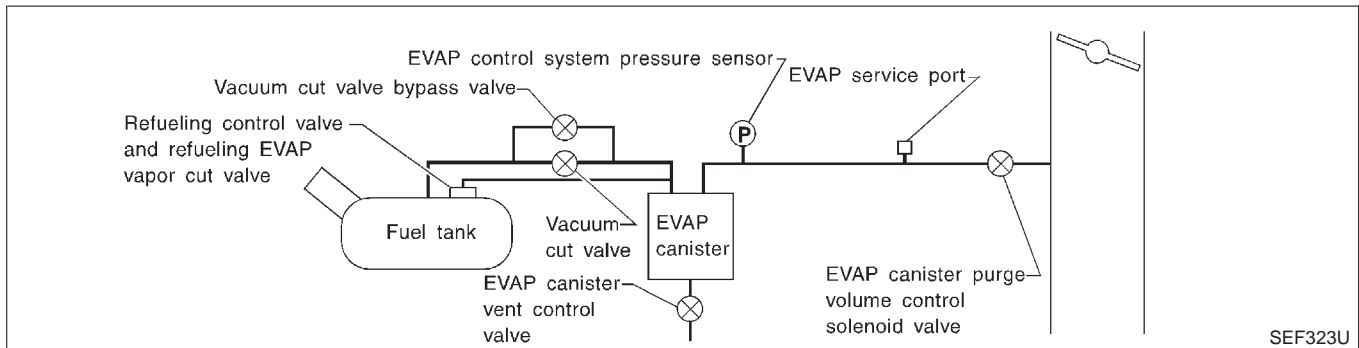 EVAP control system pressure sensor
EVAP service port
Vacuum cut valve bypass valve
Refueling control valve
and refueling EVAP
vapor cut valve
P
Fuel tank
Vacuum
cut valve
EVAP
canister
EVAP canister
vent control
valve
EVAP canister purge
volume control
solenoid valve
SEF323U